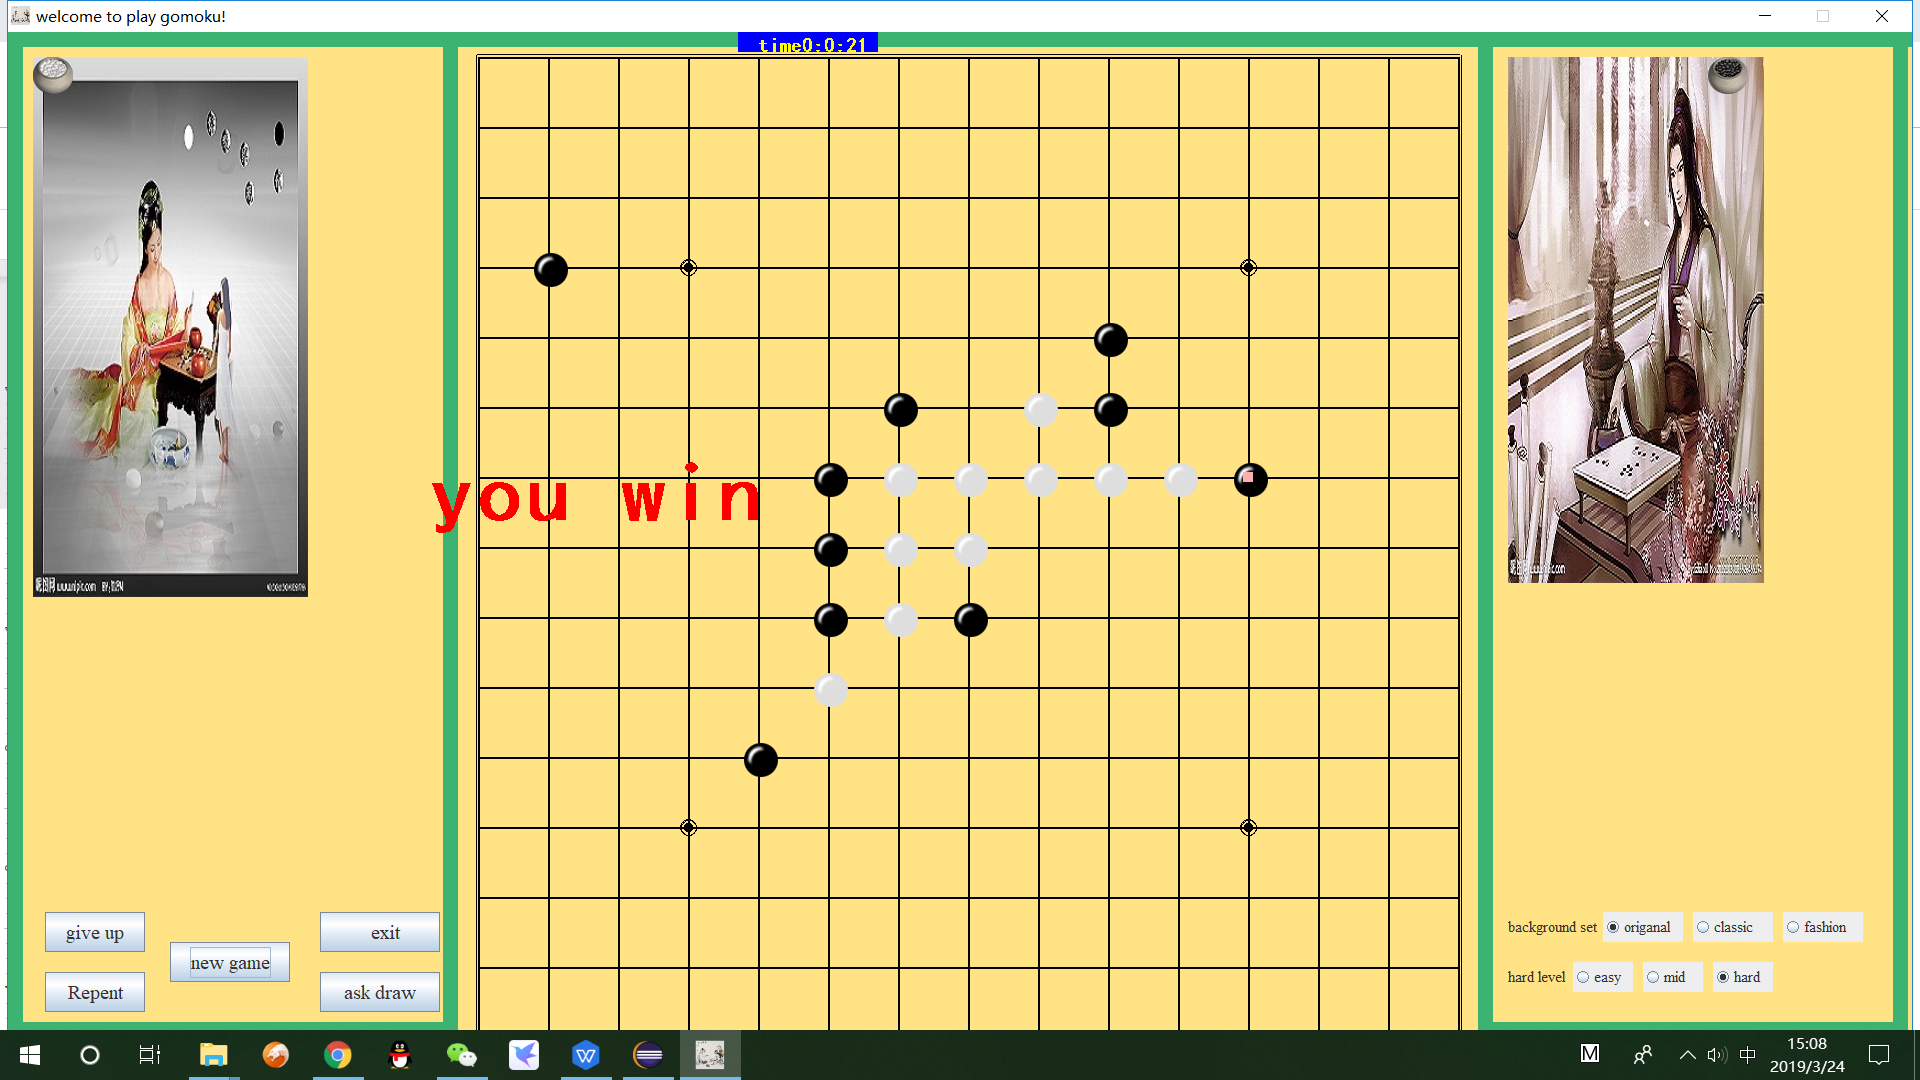 welcome to play gomoku!
time0:0:21
you win
give up
exit
new game
Repent
ask draw
background set
origanal
classic
fashion
hard level
easy
mid
hard
M
中
15:08
2019/3/24